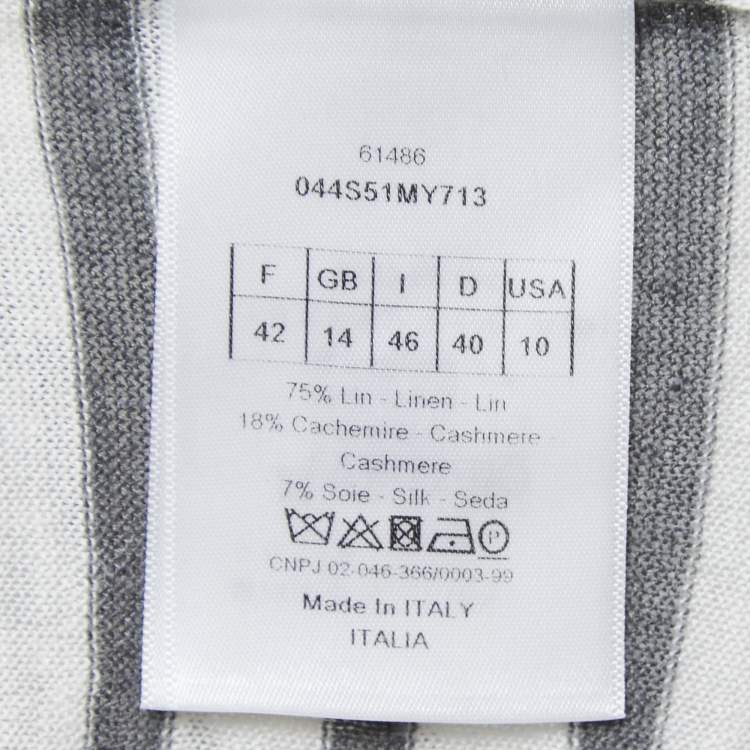 61486
044S51MY713
F GB I D USA
42 14 46 40 10
75% Lin - Linen - Lin
18% Cachemire - Cashmere -
Cashmere
7% Soie - Silk - Seda
P
CNPJ 02-046-366/0003-99
Made In ITALY
ITALIA